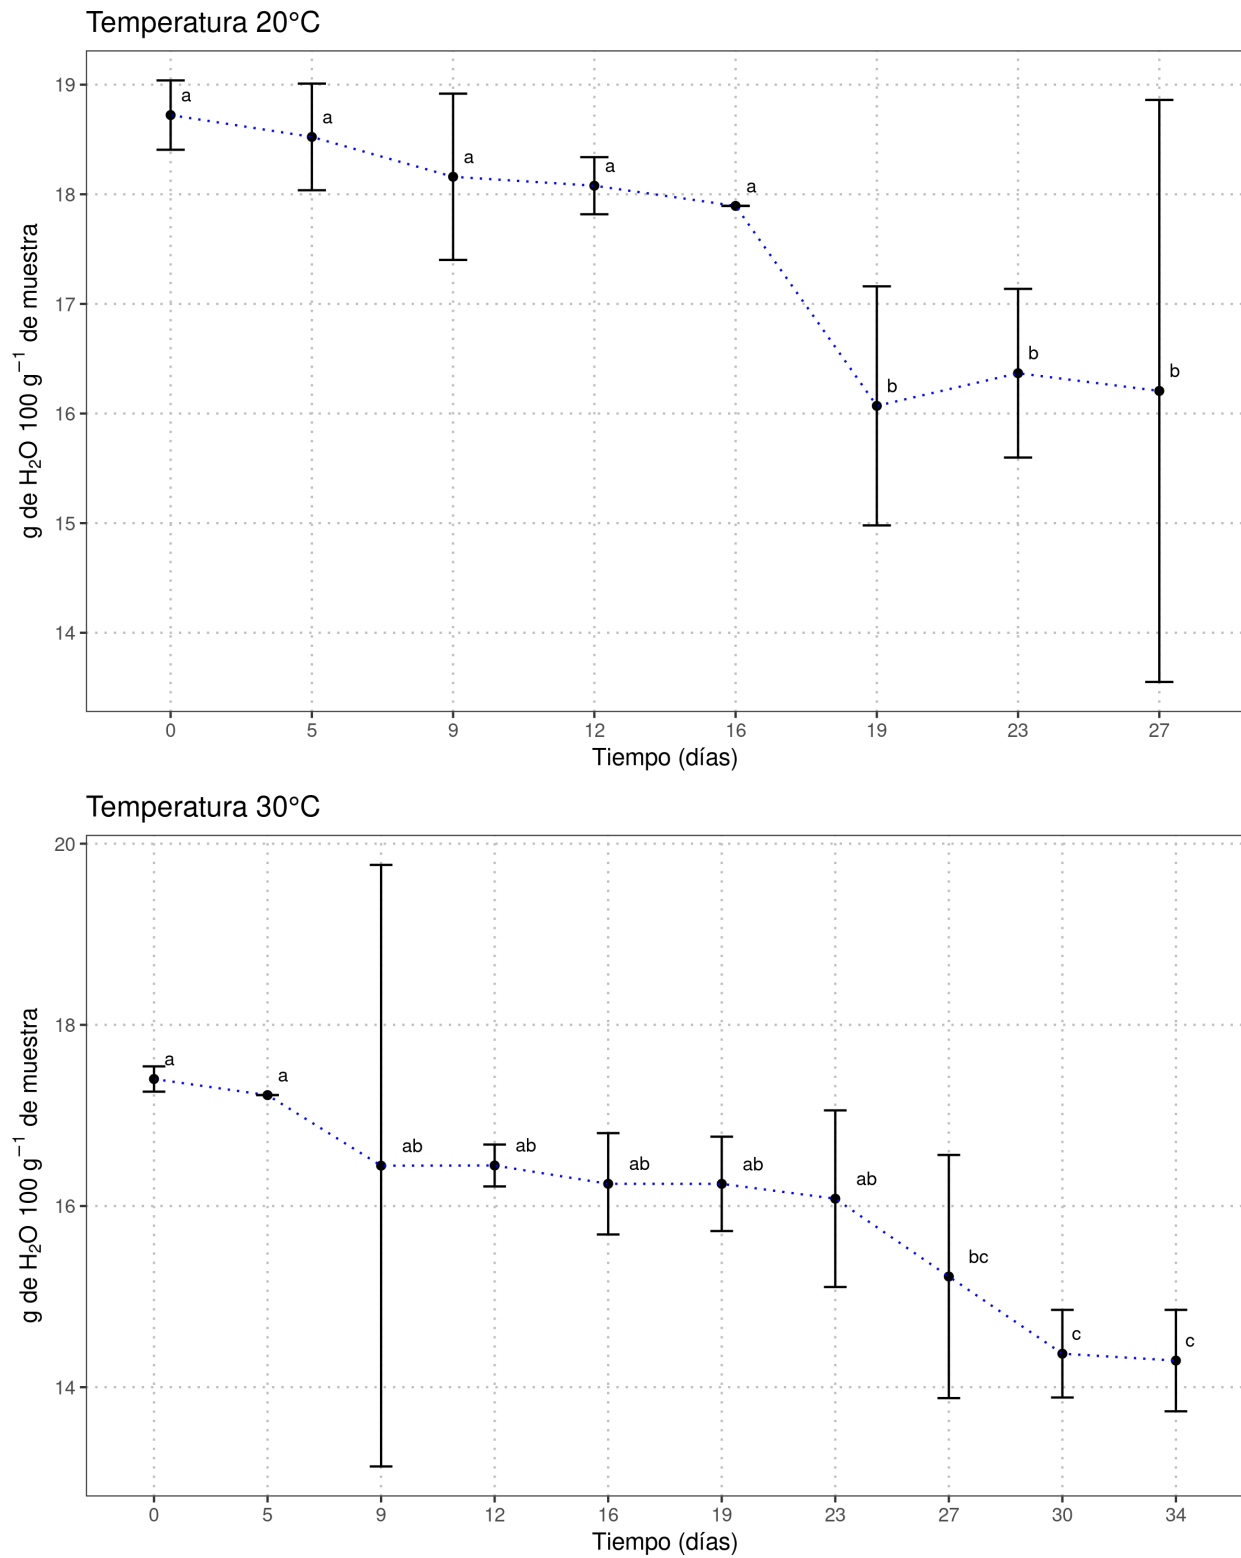 Temperatura 20°C
g de H₂O 100 g⁻¹ de muestra
19
18
17
16
15
14
a
a
a
a
a
b
b
b
0 5 9 12 16 19 23 27
Tiempo (días)
Temperatura 30°C
g de H₂O 100 g⁻¹ de muestra
20
18
16
14
a
a
ab
ab
ab
ab
ab
bc
c
c
0 5 9 12 16 19 23 27 30 34
Tiempo (días)